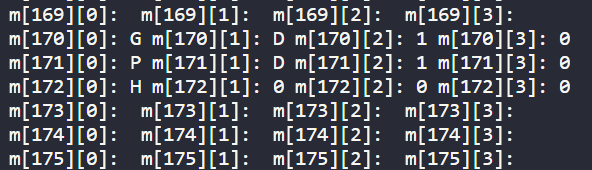 m[169][0]:  m[169][1]:  m[169][2]:  m[169][3]:
m[170][0]: G m[170][1]: D m[170][2]: 1 m[170][3]: 0
m[171][0]: P m[171][1]: D m[171][2]: 1 m[171][3]: 0
m[172][0]: H m[172][1]: 0 m[172][2]: 0 m[172][3]: 0
m[173][0]:  m[173][1]:  m[173][2]:  m[173][3]:
m[174][0]:  m[174][1]:  m[174][2]:  m[174][3]:
m[175][0]:  m[175][1]:  m[175][2]:  m[175][3]: